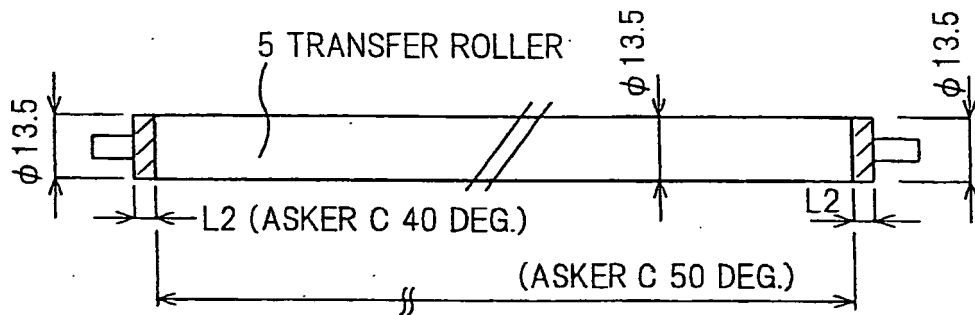 5 TRANSFER ROLLER
φ13.5
φ13.5
φ13.5
L2 (ASKER C 40 DEG.)
L2
(ASKER C 50 DEG.)